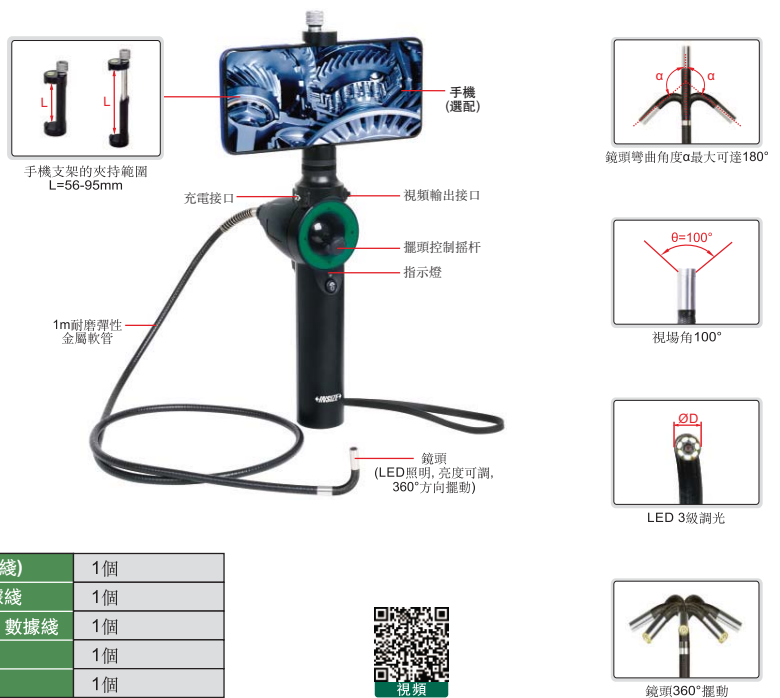 L
L
手機支架的夾持範圍
L=56-95mm
手機
(選配)
充電接口
視頻輸出接口
擺頭控制摇杆
指示燈
1m耐磨彈性
金屬軟管
INSIZE
鏡頭
(LED照明, 亮度可調,
360°方向擺動)
α
α
鏡頭彎曲角度α最大可達180°
θ=100°
視場角100°
ØD
LED 3級調光
鏡頭360°擺動
綫) 1個
據綫 1個
數據綫 1個
1個
1個
視頻